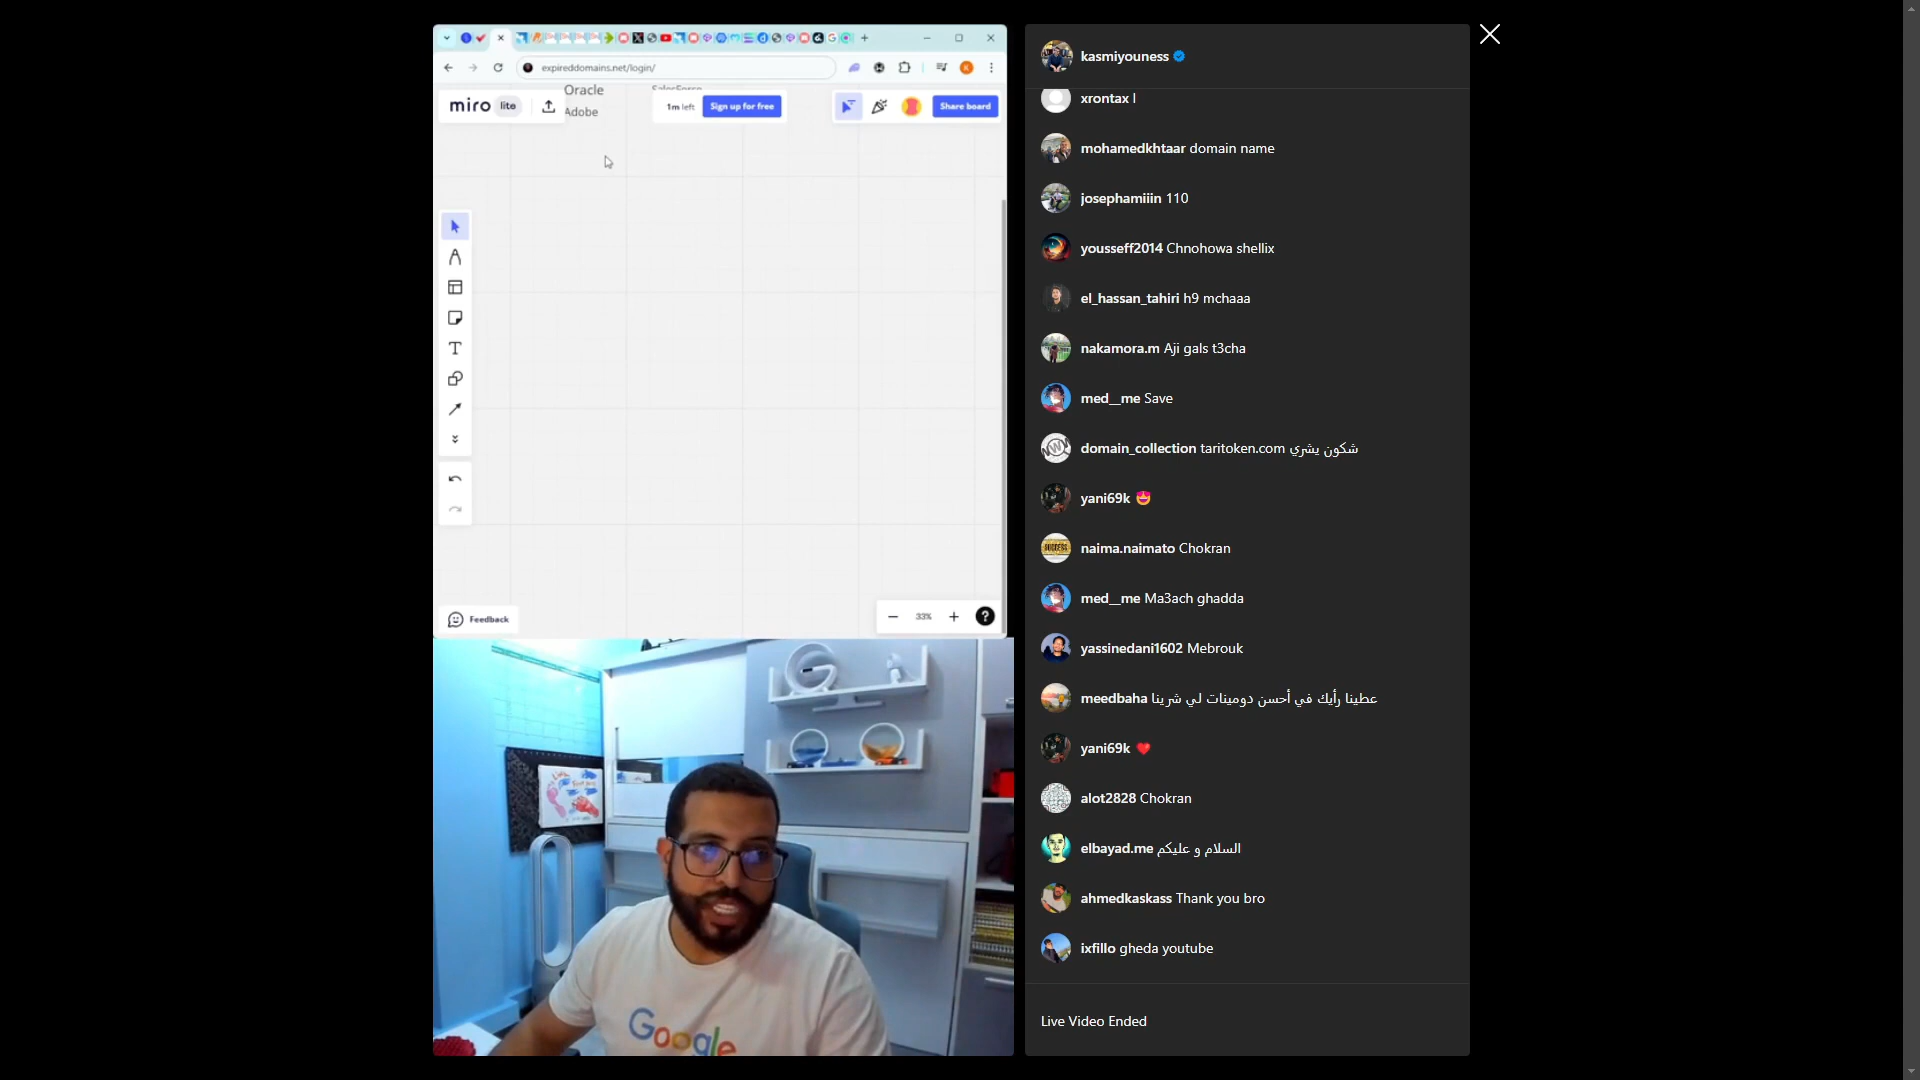 expireddomains.net/login/
Oracle
SalesForce
miro lite
1m left
Sign up for free
Share board
Adobe
Feedback
33%
?
Google
kasmiyouness
xrontax I
mohamedkhtaar domain name
josephamiiin 110
yousseff2014 Chnohowa shellix
el_hassan_tahiri h9 mchaaa
nakamora.m Aji gals t3cha
med__me Save
domain_collection taritoken.com شكون يشري
yani69k 😍
naima.naimato Chokran
med__me Ma3ach ghadda
yassinedani1602 Mebrouk
meedbaha عطينا رأيك في أحسن دومينات لي شرينا
yani69k ❤️
alot2828 Chokran
elbayad.me السلام و عليكم
ahmedkaskass Thank you bro
ixfillo gheda youtube
Live Video Ended